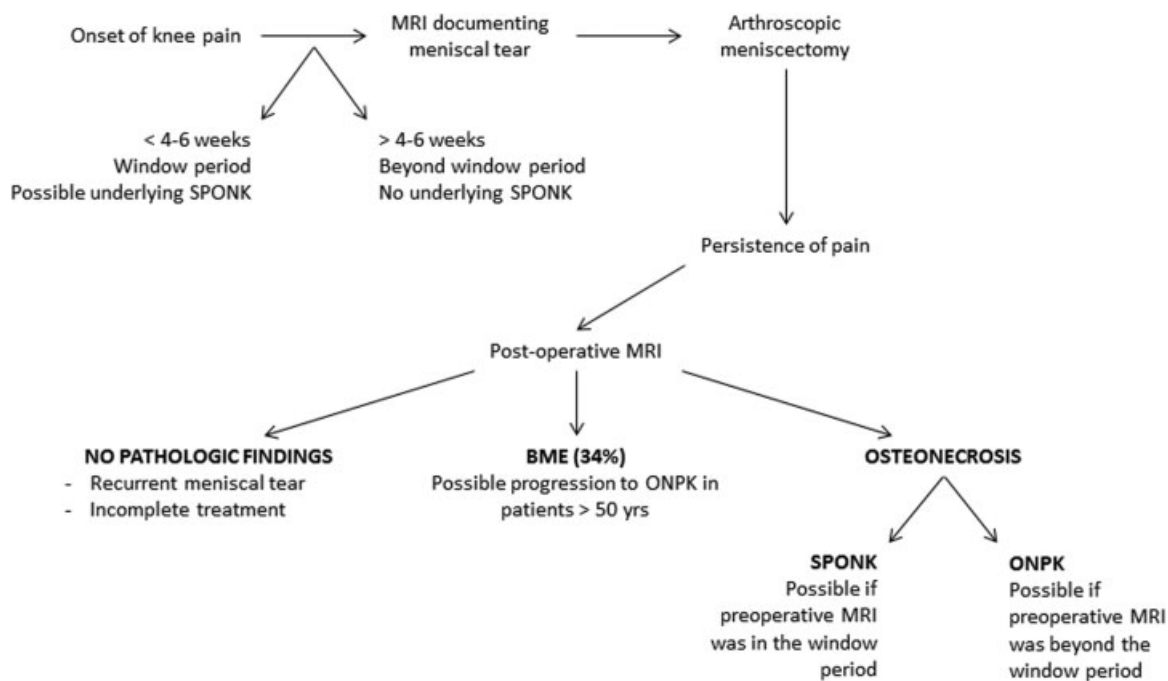 Onset of knee pain
MRI documenting
meniscal tear
Arthroscopic
meniscectomy
< 4-6 weeks
Window period
Possible underlying SPONK
> 4-6 weeks
Beyond window period
No underlying SPONK
Persistence of pain
Post-operative MRI
NO PATHOLOGIC FINDINGS
- Recurrent meniscal tear
- Incomplete treatment
BME (34%)
Possible progression to ONPK in
patients > 50 yrs
OSTEONECROSIS
SPONK
Possible if
preoperative MRI
was in the window
period
ONPK
Possible if
preoperative MRI
was beyond the
window period